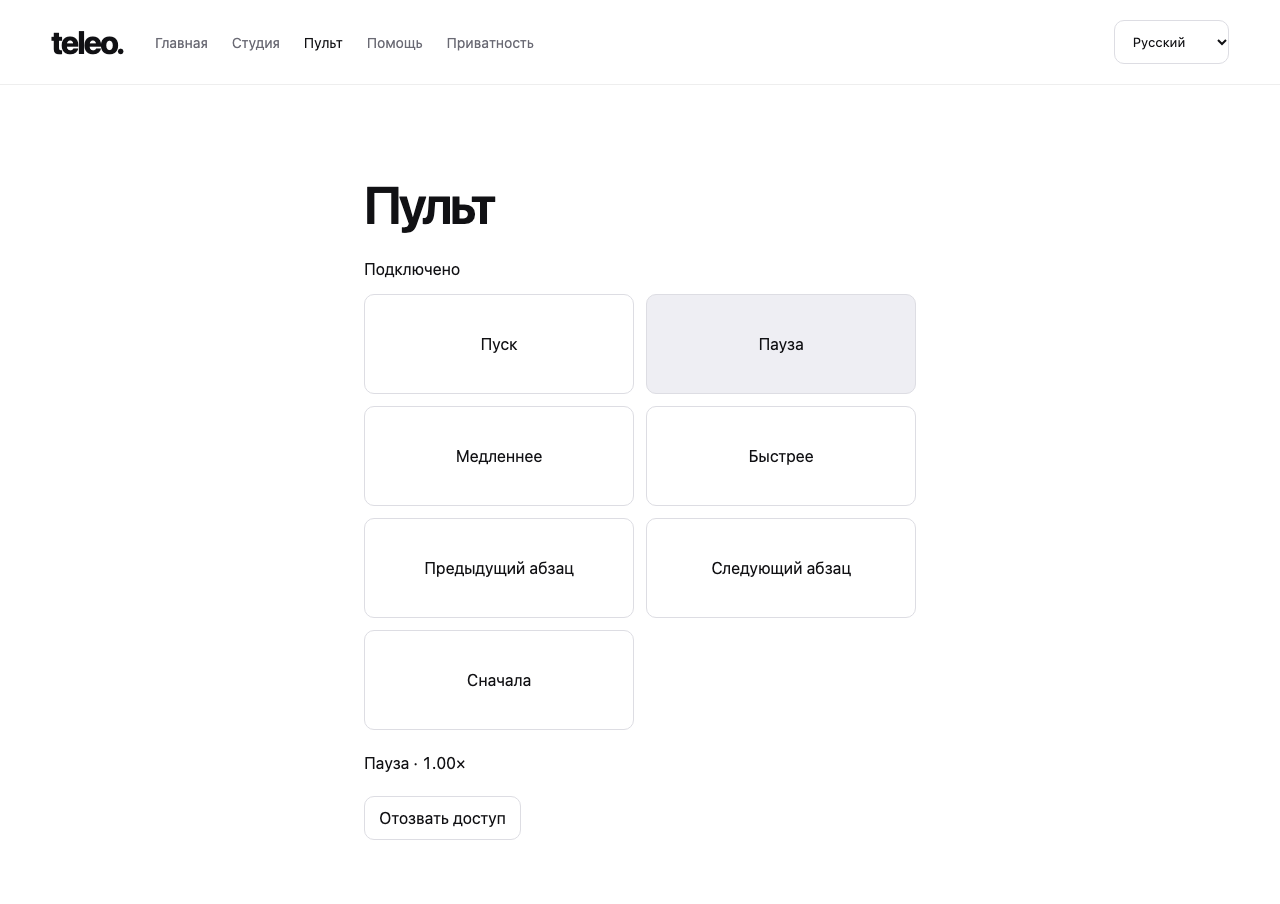 teleo. Главная Студия Пульт Помощь Приватность Русский
Пульт
Подключено
Пуск Пауза
Медленнее Быстрее
Предыдущий абзац Следующий абзац
Сначала
Пауза · 1.00×
Отозвать доступ